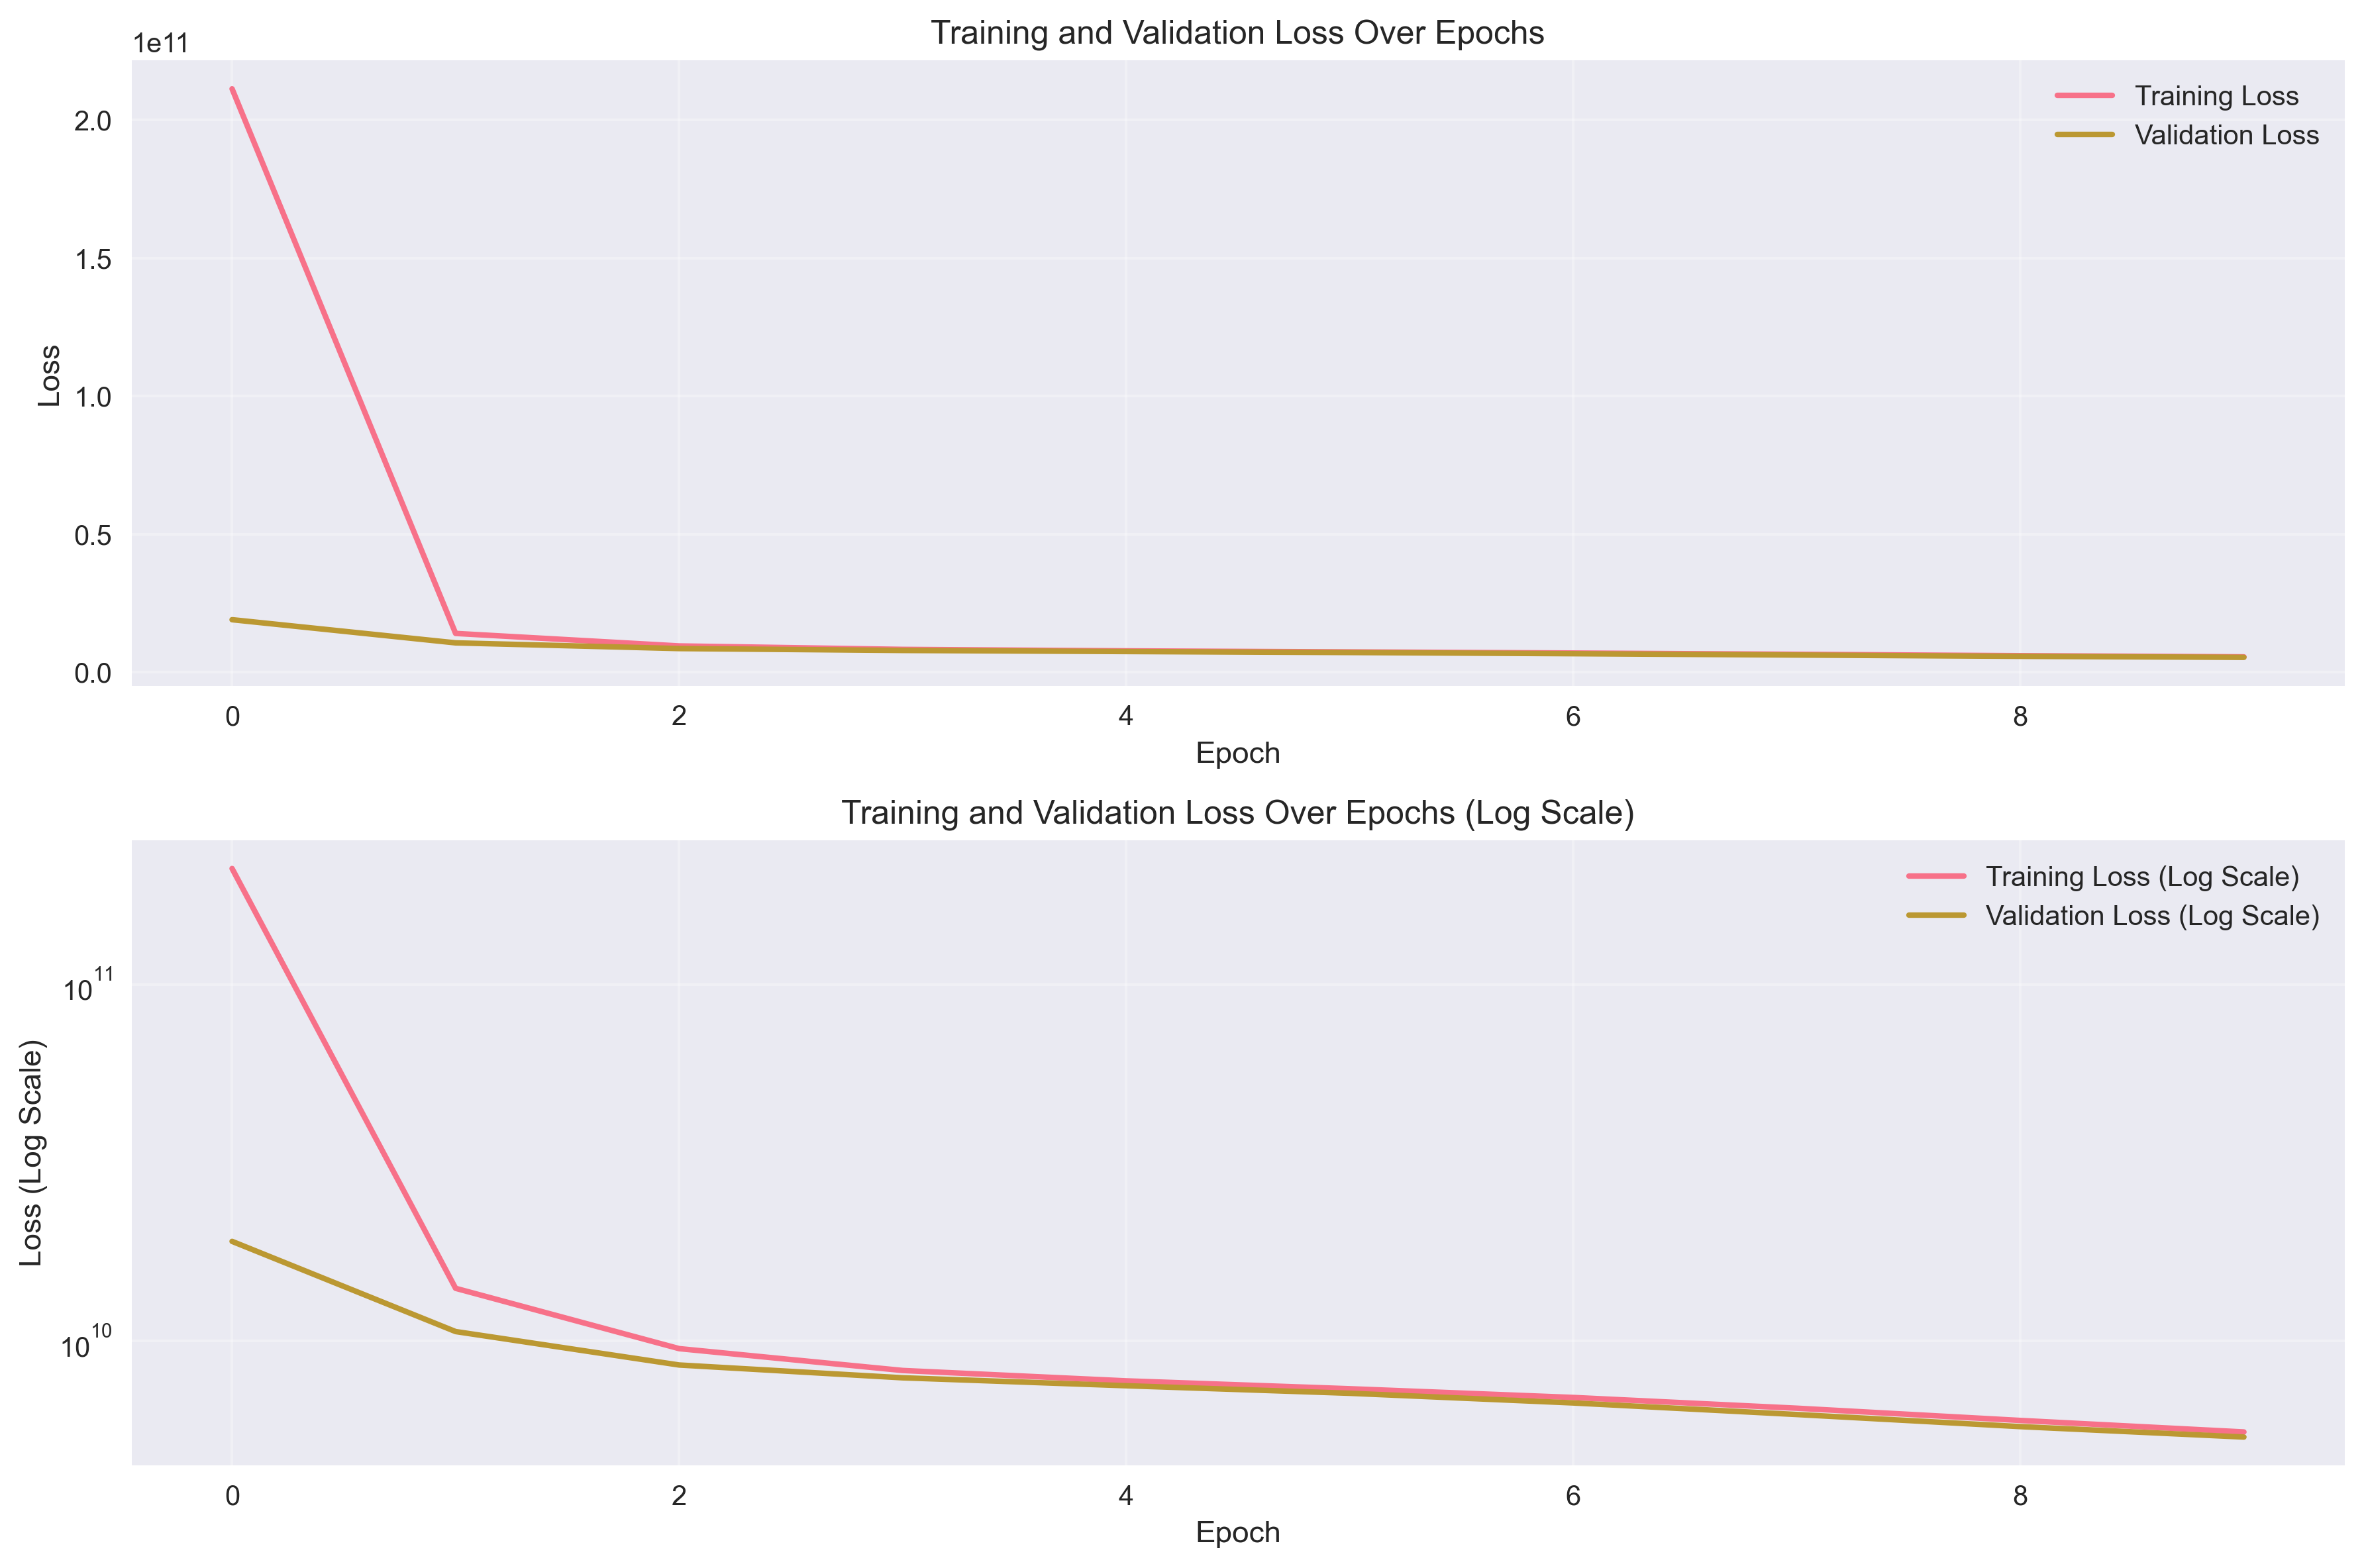 Training and Validation Loss Over Epochs
1e11
Training Loss
Validation Loss
2.0
1.5
1.0
0.5
0.0
Loss
0 2 4 6 8
Epoch
Training and Validation Loss Over Epochs (Log Scale)
Training Loss (Log Scale)
Validation Loss (Log Scale)
10^11
10^10
Loss (Log Scale)
0 2 4 6 8
Epoch